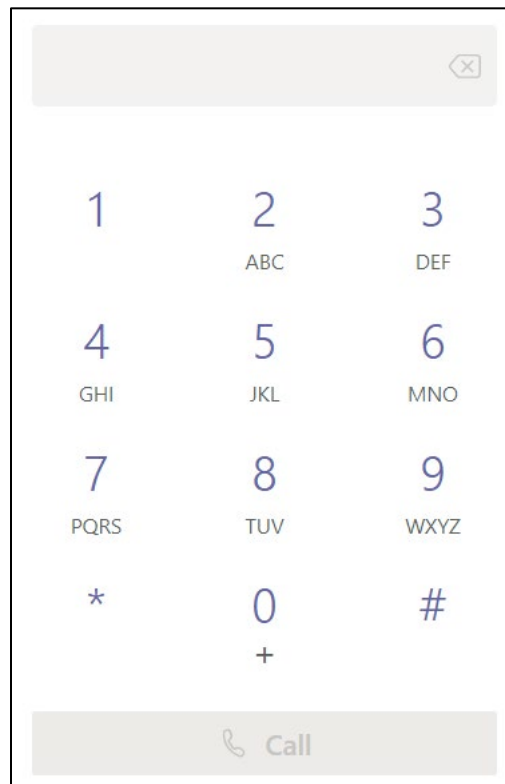 1 2 3
ABC DEF
4 5 6
GHI JKL MNO
7 8 9
PQRS TUV WXYZ
* 0 #
+
Call